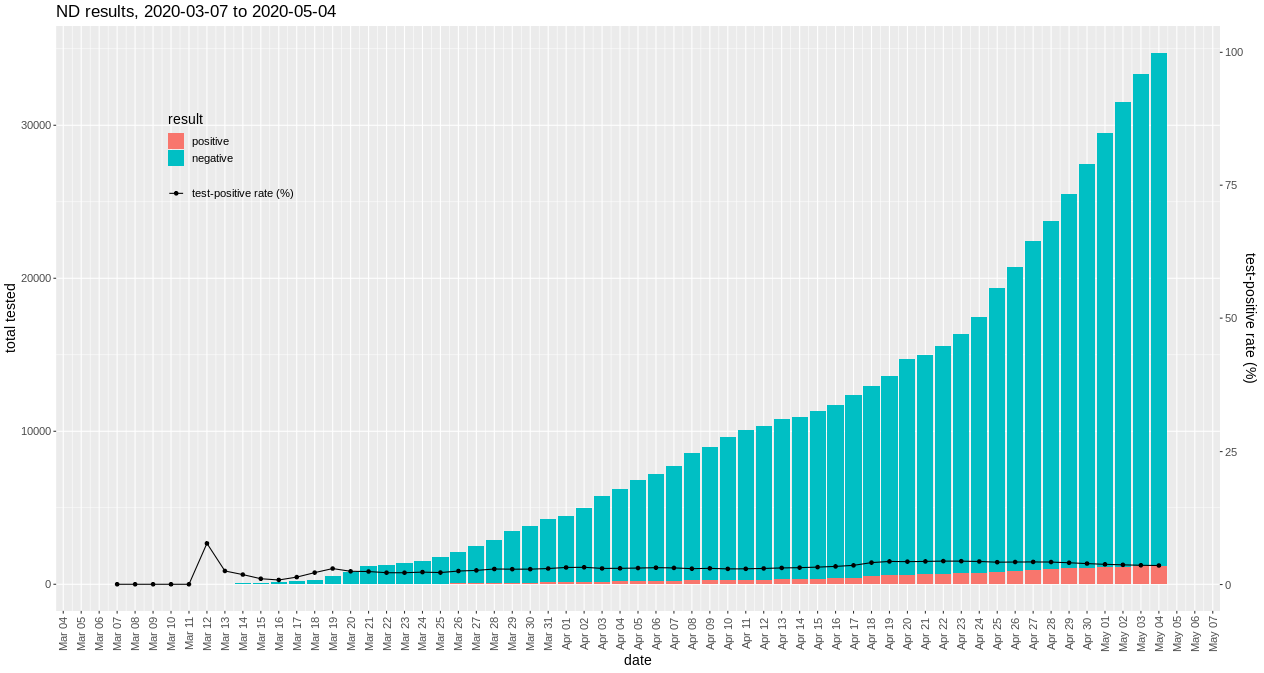 ND results, 2020-03-07 to 2020-05-04
result
positive
negative
test-positive rate (%)
total tested
30000
20000
10000
0
100
75
50
25
0
test-positive rate (%)
Mar 04
Mar 05
Mar 06
Mar 07
Mar 08
Mar 09
Mar 10
Mar 11
Mar 12
Mar 13
Mar 14
Mar 15
Mar 16
Mar 17
Mar 18
Mar 19
Mar 20
Mar 21
Mar 22
Mar 23
Mar 24
Mar 25
Mar 26
Mar 27
Mar 28
Mar 29
Mar 30
Mar 31
Apr 01
Apr 02
Apr 03
Apr 04
Apr 05
Apr 06
Apr 07
Apr 08
Apr 09
Apr 10
Apr 11
Apr 12
Apr 13
Apr 14
Apr 15
Apr 16
Apr 17
Apr 18
Apr 19
Apr 20
Apr 21
Apr 22
Apr 23
Apr 24
Apr 25
Apr 26
Apr 27
Apr 28
Apr 29
Apr 30
May 01
May 02
May 03
May 04
May 05
May 06
May 07
date